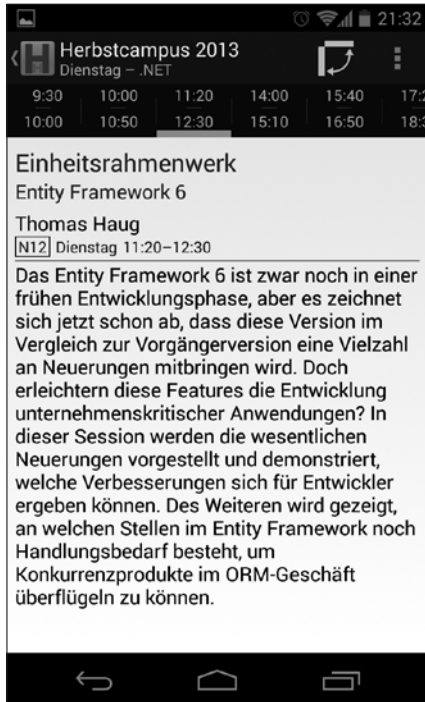 21:32
Herbstcampus 2013
Dienstag – .NET
9:30 10:00 11:20 14:00 15:40
10:00 10:50 12:30 15:10 16:50
Einheitsrahmenwerk
Entity Framework 6
Thomas Haug
N12 Dienstag 11:20–12:30
Das Entity Framework 6 ist zwar noch in einer
frühen Entwicklungsphase, aber es zeichnet
sich jetzt schon ab, dass diese Version im
Vergleich zur Vorgängerversion eine Vielzahl
an Neuerungen mitbringen wird. Doch
erleichtern diese Features die Entwicklung
unternehmenskritischer Anwendungen? In
dieser Session werden die wesentlichen
Neuerungen vorgestellt und demonstriert,
welche Verbesserungen sich für Entwickler
ergeben können. Des Weiteren wird gezeigt,
an welchen Stellen im Entity Framework noch
Handlungsbedarf besteht, um
Konkurrenzprodukte im ORM-Geschäft
überflügeln zu können.